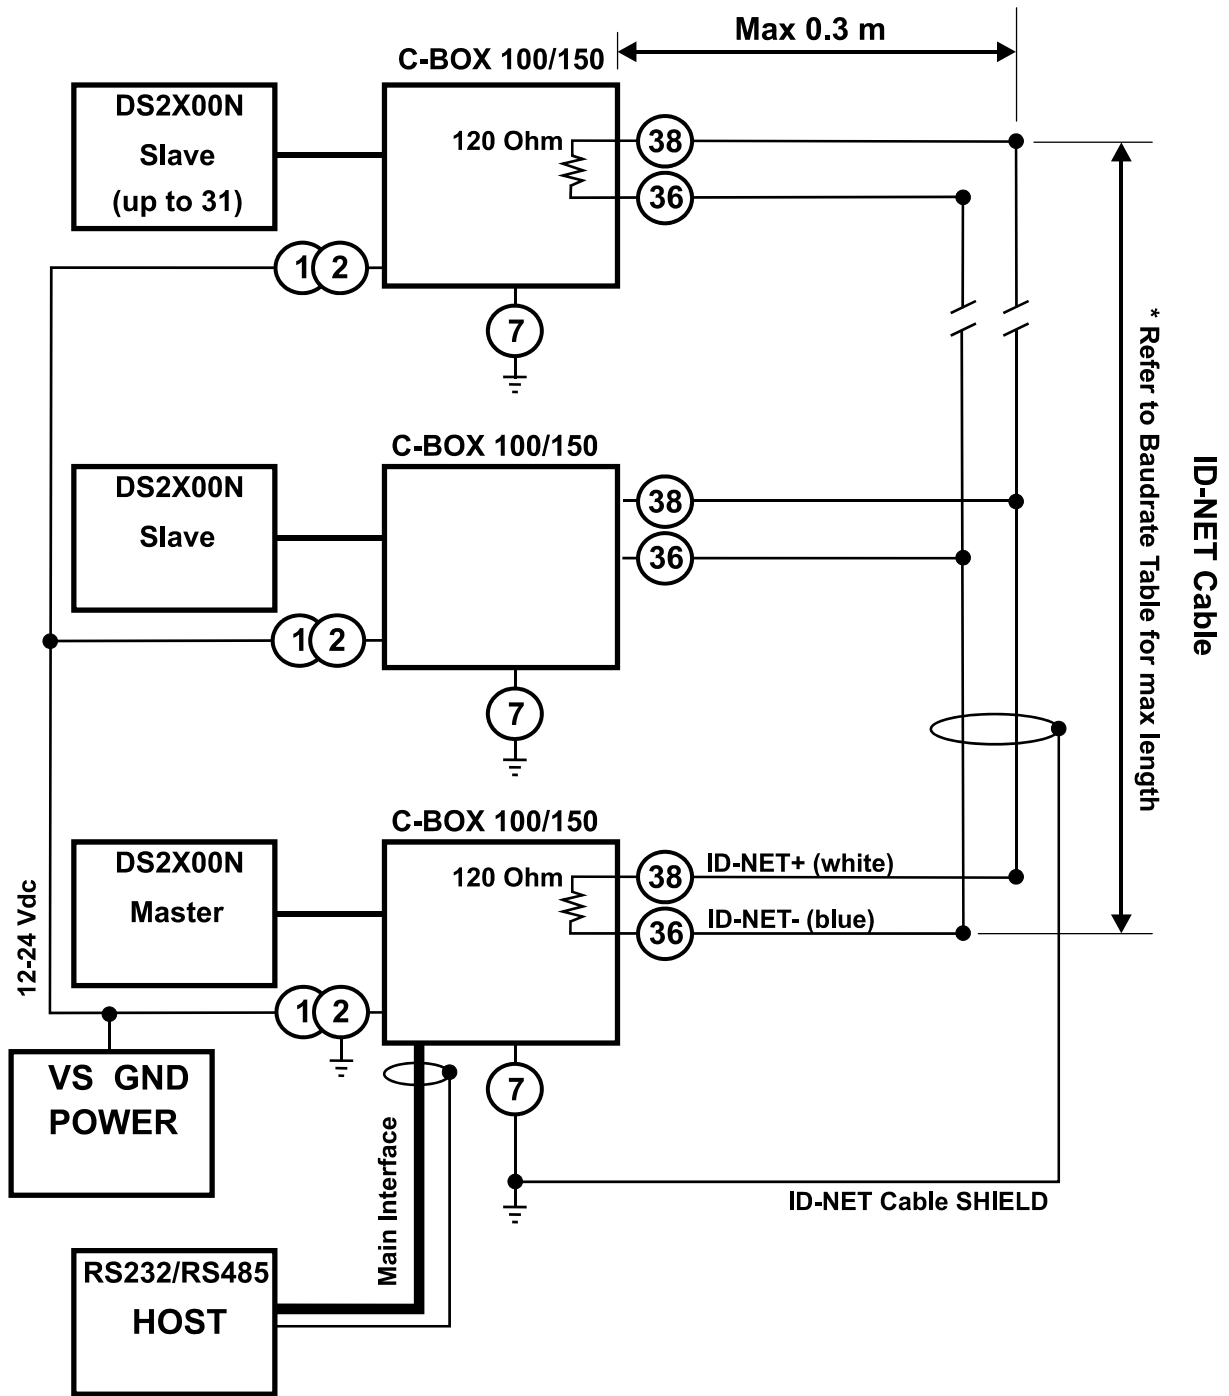 Max 0.3 m
C-BOX 100/150
DS2X00N
Slave
(up to 31)
120 Ohm
38
36
1 2
7
* Refer to Baudrate Table for max length
ID-NET Cable
C-BOX 100/150
DS2X00N
Slave
38
36
1 2
7
C-BOX 100/150
DS2X00N
Master
120 Ohm
38
ID-NET+ (white)
36
ID-NET- (blue)
12-24 Vdc
1 2
VS GND
POWER
7
Main Interface
ID-NET Cable SHIELD
RS232/RS485
HOST